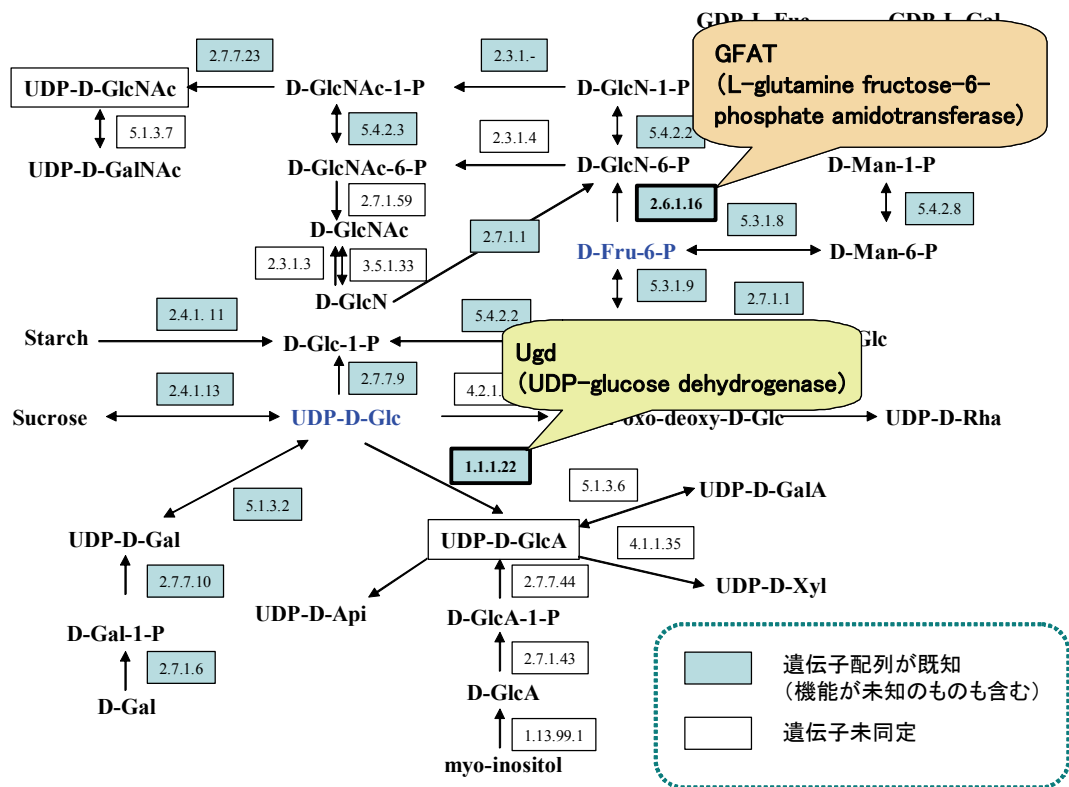 GFAT
(L-glutamine fructose-6-
phosphate amidotransferase)
2.7.7.23
2.3.1.-
UDP-D-GlcNAc
D-GlcNAc-1-P
D-GlcN-1-P
5.1.3.7
5.4.2.3
2.3.1.4
5.4.2.2
UDP-D-GalNAc
D-GlcNAc-6-P
D-GlcN-6-P
D-Man-1-P
2.7.1.59
2.6.1.16
5.3.1.8
5.4.2.8
D-GlcNAc
2.7.1.1
D-Fru-6-P
D-Man-6-P
2.3.1.3
3.5.1.33
5.3.1.9
2.7.1.1
D-GlcN
2.4.1. 11
5.4.2.2
Starch
D-Glc-1-P
Glc
Ugd
(UDP-glucose dehydrogenase)
2.4.1.13
2.7.7.9
4.2.1.
Sucrose
UDP-D-Glc
oxo-deoxy-D-Glc
UDP-D-Rha
1.1.1.22
5.1.3.2
5.1.3.6
UDP-D-GalA
UDP-D-Gal
UDP-D-GlcA
4.1.1.35
2.7.7.10
2.7.7.44
UDP-D-Xyl
UDP-D-Api
D-GlcA-1-P
D-Gal-1-P
2.7.1.6
2.7.1.43
D-Gal
D-GlcA
1.13.99.1
myo-inositol
遺伝子配列が既知
(機能が未知のものも含む)
遺伝子未同定